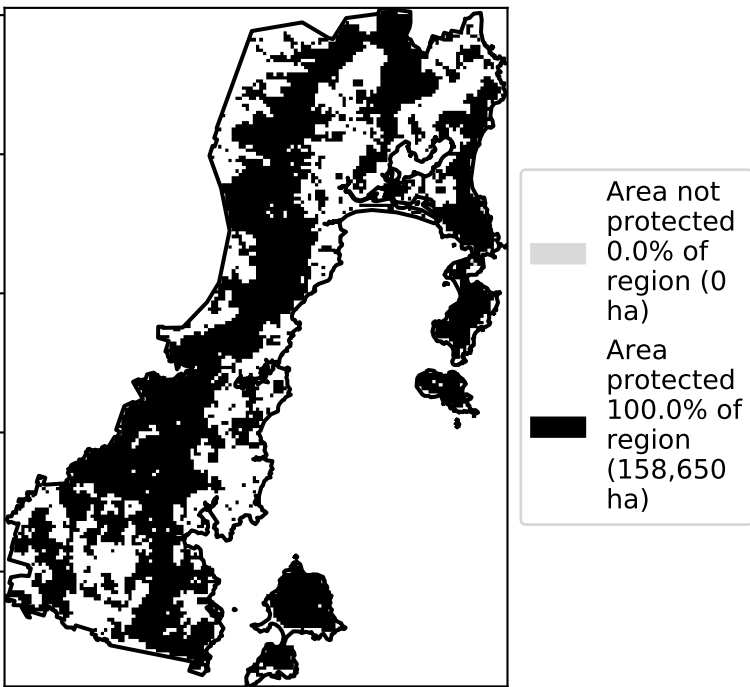 Area not
protected
0.0% of
region (0
ha)
Area
protected
100.0% of
region
(158,650
ha)